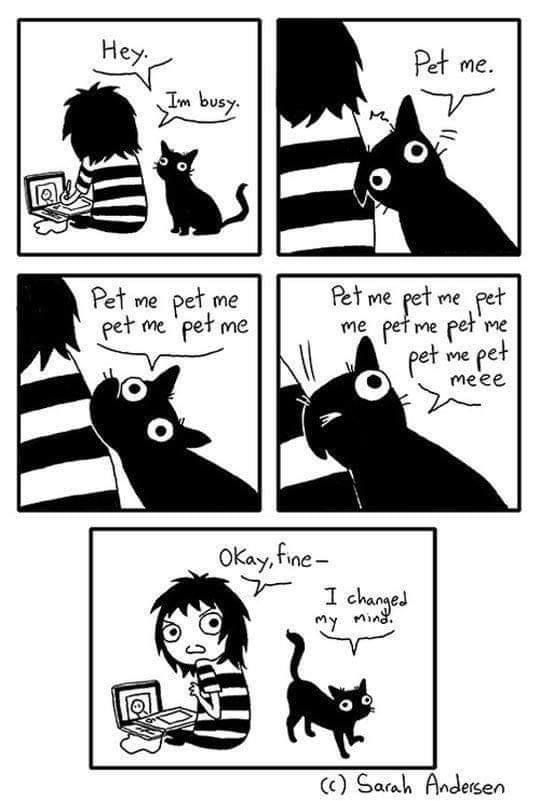 Hey.
I'm busy.
Pet me.
Pet me pet me
pet me pet me
Pet me pet me pet
me pet me pet me
pet me pet
meee
Okay, fine–
I changed
my mind.
(c) Sarah Andersen